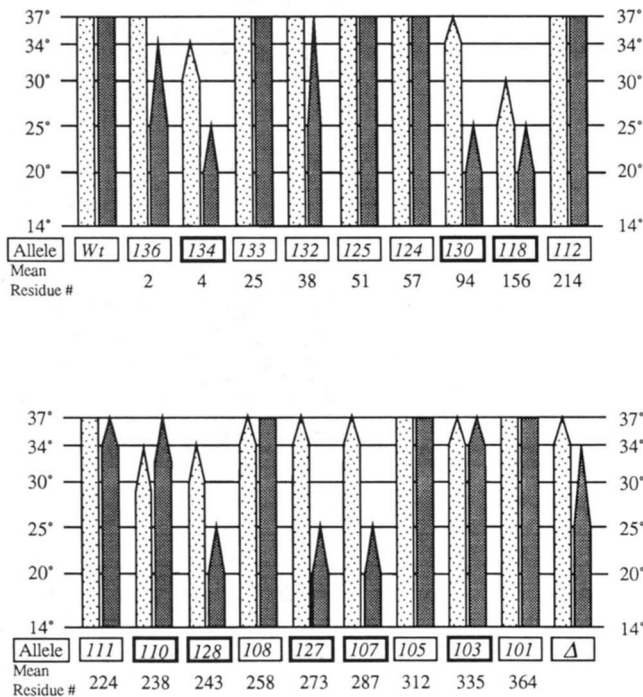 37° 37°
34° 34°
30° 30°
25° 25°
20° 20°
14° 14°
Allele Wt 136 134 133 132 125 124 130 118 112
Mean
Residue # 2 4 25 38 51 57 94 156 214
37° 37°
34° 34°
30° 30°
25° 25°
20° 20°
14° 14°
Allele 111 110 128 108 127 107 105 103 101 Δ
Mean
Residue # 224 238 243 258 273 287 312 335 364